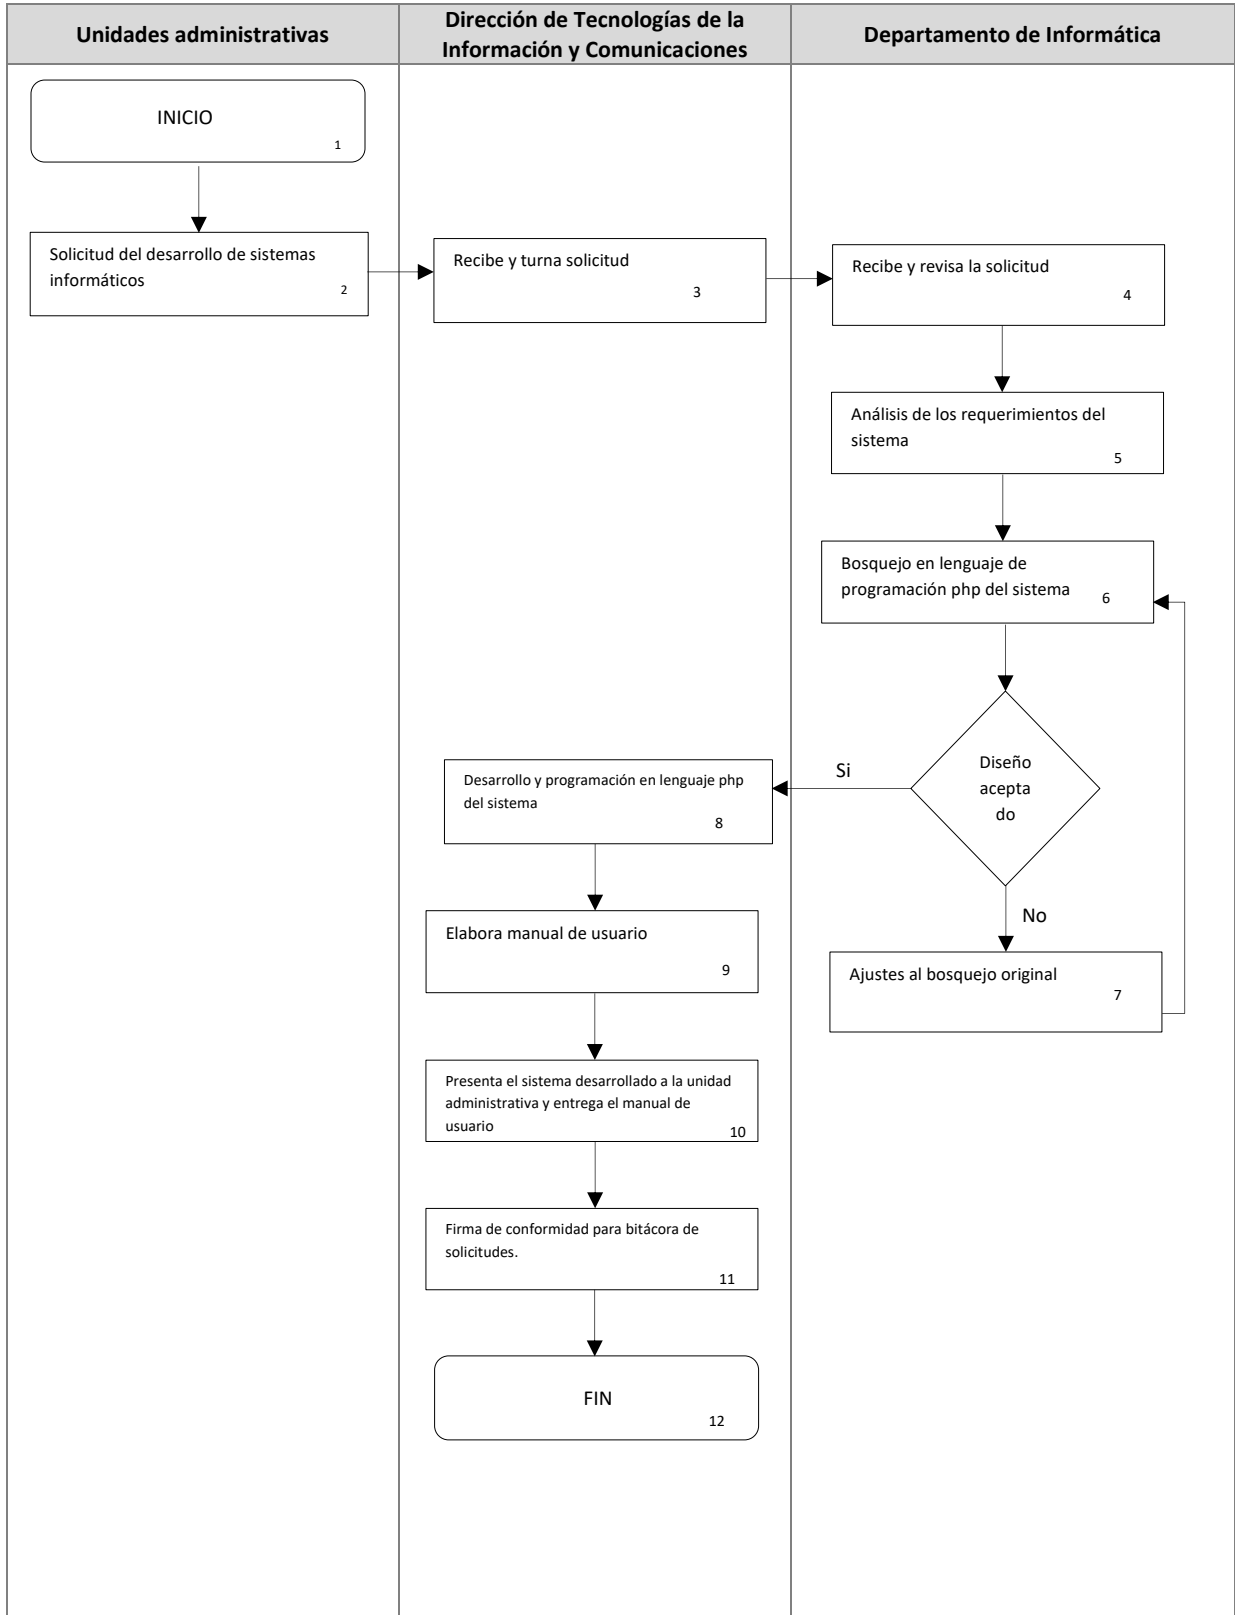 Unidades administrativas
Dirección de Tecnologías de la
Información y Comunicaciones
Departamento de Informática
INICIO
1
Solicitud del desarrollo de sistemas
informáticos
2
Recibe y turna solicitud
3
Recibe y revisa la solicitud
4
Análisis de los requerimientos del
sistema
5
Bosquejo en lenguaje de
programación php del sistema
6
Diseño
acepta
do
Si
No
Ajustes al bosquejo original
7
Desarrollo y programación en lenguaje php
del sistema
8
Elabora manual de usuario
9
Presenta el sistema desarrollado a la unidad
administrativa y entrega el manual de
usuario
10
Firma de conformidad para bitácora de
solicitudes.
11
FIN
12